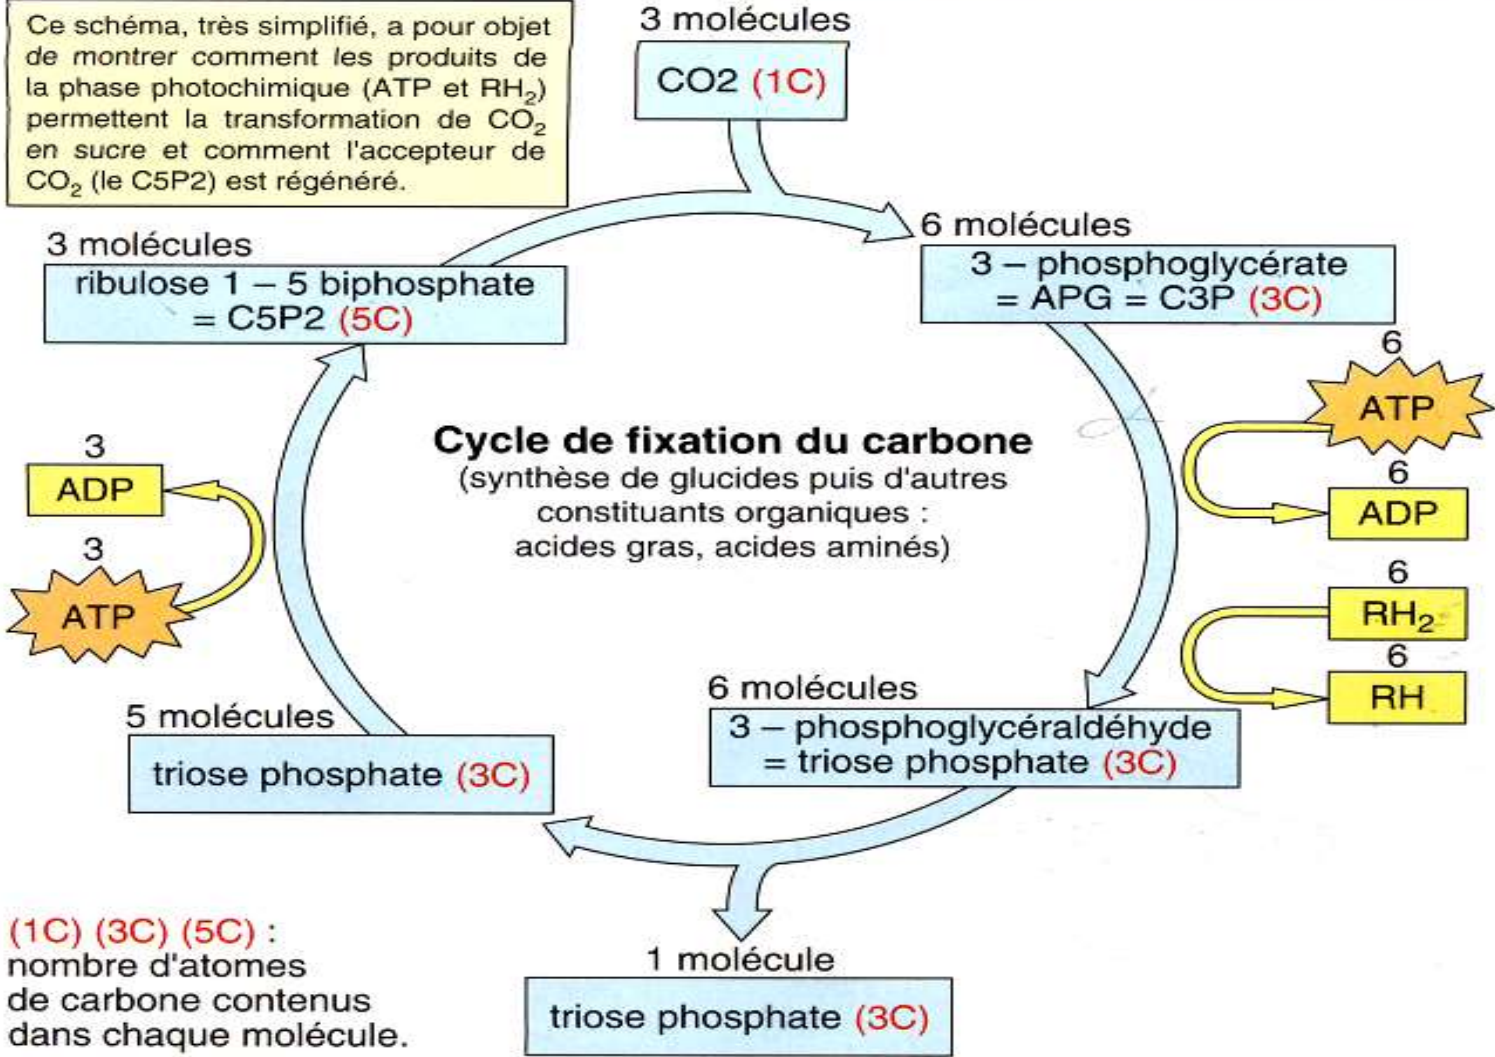 Ce schéma, très simplifié, a pour objet
de montrer comment les produits de
la phase photochimique (ATP et RH₂)
permettent la transformation de CO₂
en sucre et comment l'accepteur de
CO₂ (le C5P2) est régénéré.
3 molécules
CO2 (1C)
3 molécules
ribulose 1 – 5 biphosphate
= C5P2 (5C)
6 molécules
3 – phosphoglycérate
= APG = C3P (3C)
6
ATP
6
ADP
6
RH₂
6
RH
Cycle de fixation du carbone
(synthèse de glucides puis d'autres
constituants organiques :
acides gras, acides aminés)
3
ADP
3
ATP
6 molécules
3 – phosphoglycéraldéhyde
= triose phosphate (3C)
5 molécules
triose phosphate (3C)
1 molécule
triose phosphate (3C)
(1C) (3C) (5C) :
nombre d'atomes
de carbone contenus
dans chaque molécule.